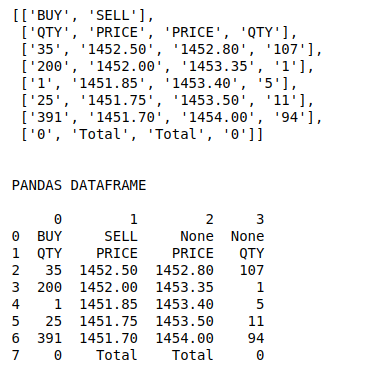 [['BUY', 'SELL'],
 ['QTY', 'PRICE', 'PRICE', 'QTY'],
 ['35', '1452.50', '1452.80', '107'],
 ['200', '1452.00', '1453.35', '1'],
 ['1', '1451.85', '1453.40', '5'],
 ['25', '1451.75', '1453.50', '11'],
 ['391', '1451.70', '1454.00', '94'],
 ['0', 'Total', 'Total', '0']]
PANDAS DATAFRAME
     0        1        2     3
0  BUY     SELL     None  None
1  QTY    PRICE    PRICE   QTY
2   35  1452.50  1452.80   107
3  200  1452.00  1453.35     1
4    1  1451.85  1453.40     5
5   25  1451.75  1453.50    11
6  391  1451.70  1454.00    94
7    0    Total    Total     0